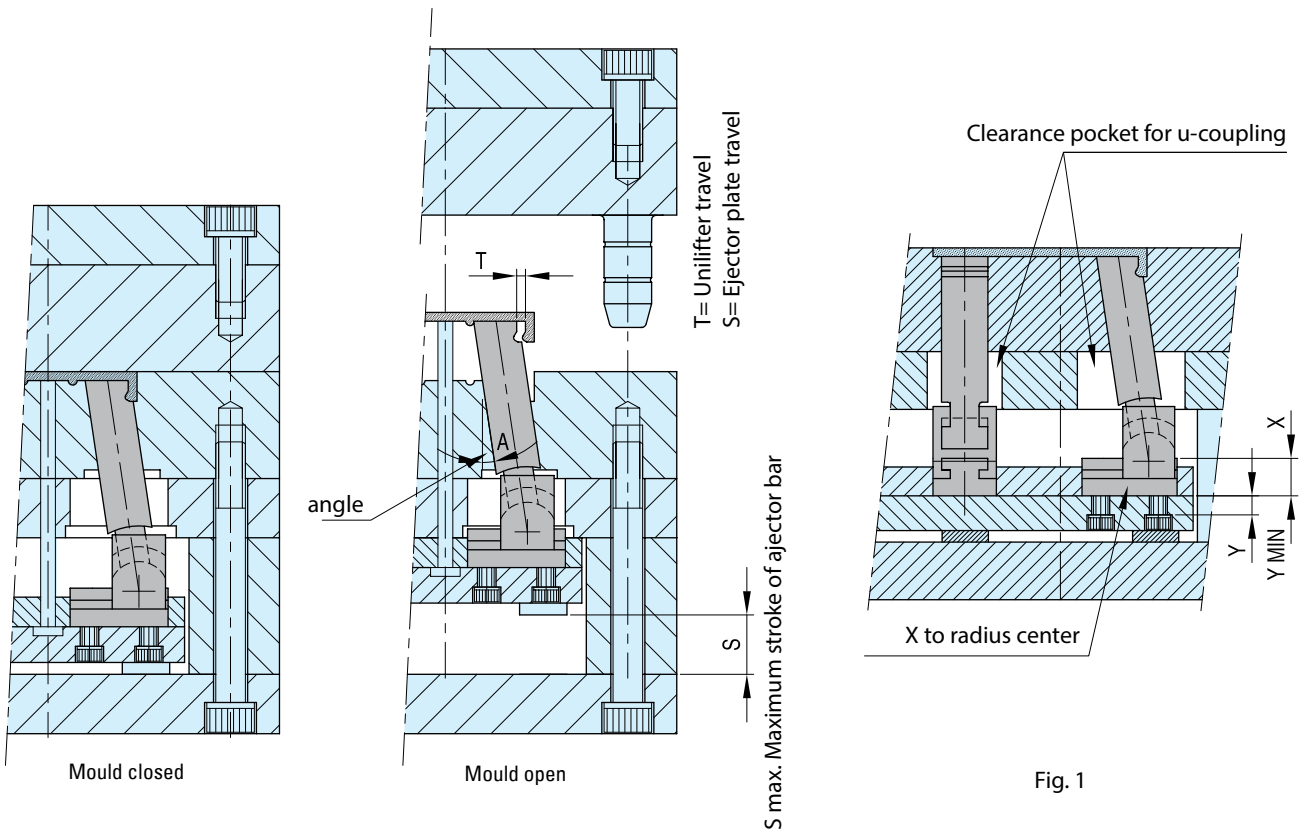 Mould closed
T
A
angle
S
Mould open
T= Unilifter travel
S= Ejector plate travel
S max. Maximum stroke of ajector bar
Clearance pocket for u-coupling
X
Y
Y MIN
X to radius center
Fig. 1